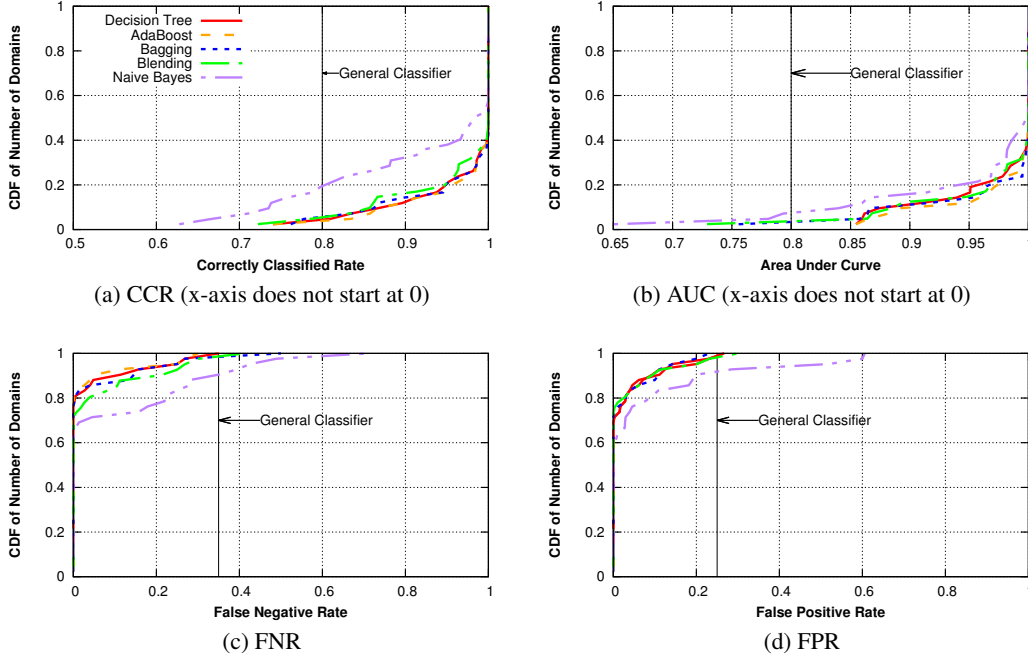 CDF of Number of Domains
1
0.8
0.6
0.4
0.2
0
Decision Tree
AdaBoost
Bagging
Blending
Naive Bayes
General Classifier
0.5 0.6 0.7 0.8 0.9 1
Correctly Classified Rate
(a) CCR (x-axis does not start at 0)
CDF of Number of Domains
1
0.8
0.6
0.4
0.2
0
General Classifier
0.65 0.7 0.75 0.8 0.85 0.9 0.95 1
Area Under Curve
(b) AUC (x-axis does not start at 0)
CDF of Number of Domains
1
0.8
0.6
0.4
0.2
0
General Classifier
0 0.2 0.4 0.6 0.8 1
False Negative Rate
(c) FNR
CDF of Number of Domains
1
0.8
0.6
0.4
0.2
0
General Classifier
0 0.2 0.4 0.6 0.8 1
False Positive Rate
(d) FPR